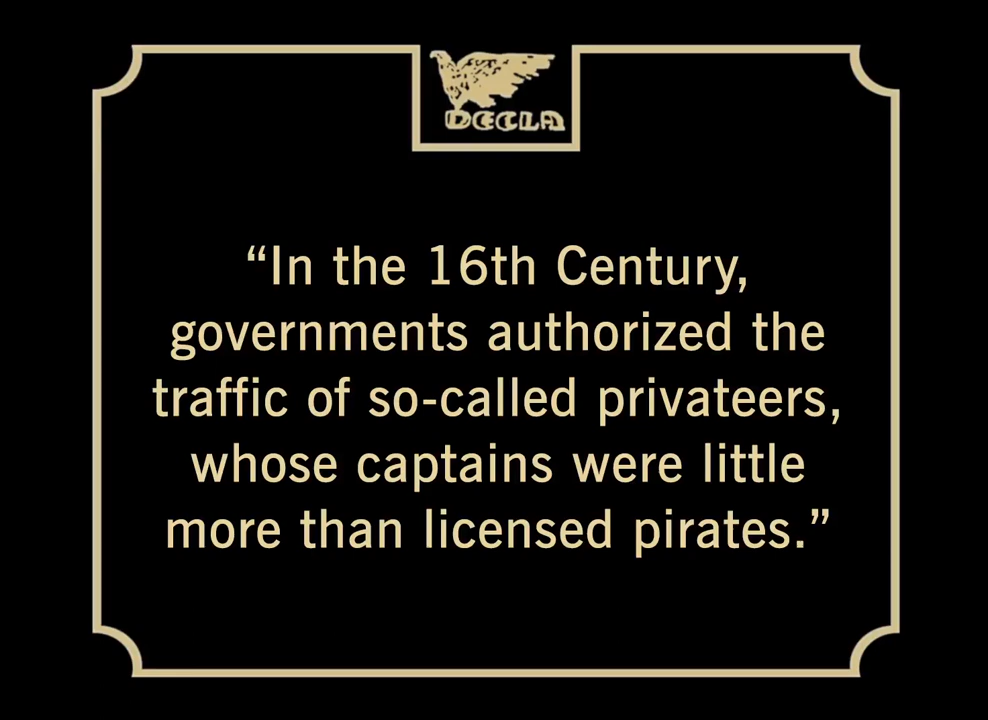 DECLA
“In the 16th Century,
governments authorized the
traffic of so-called privateers,
whose captains were little
more than licensed pirates.”